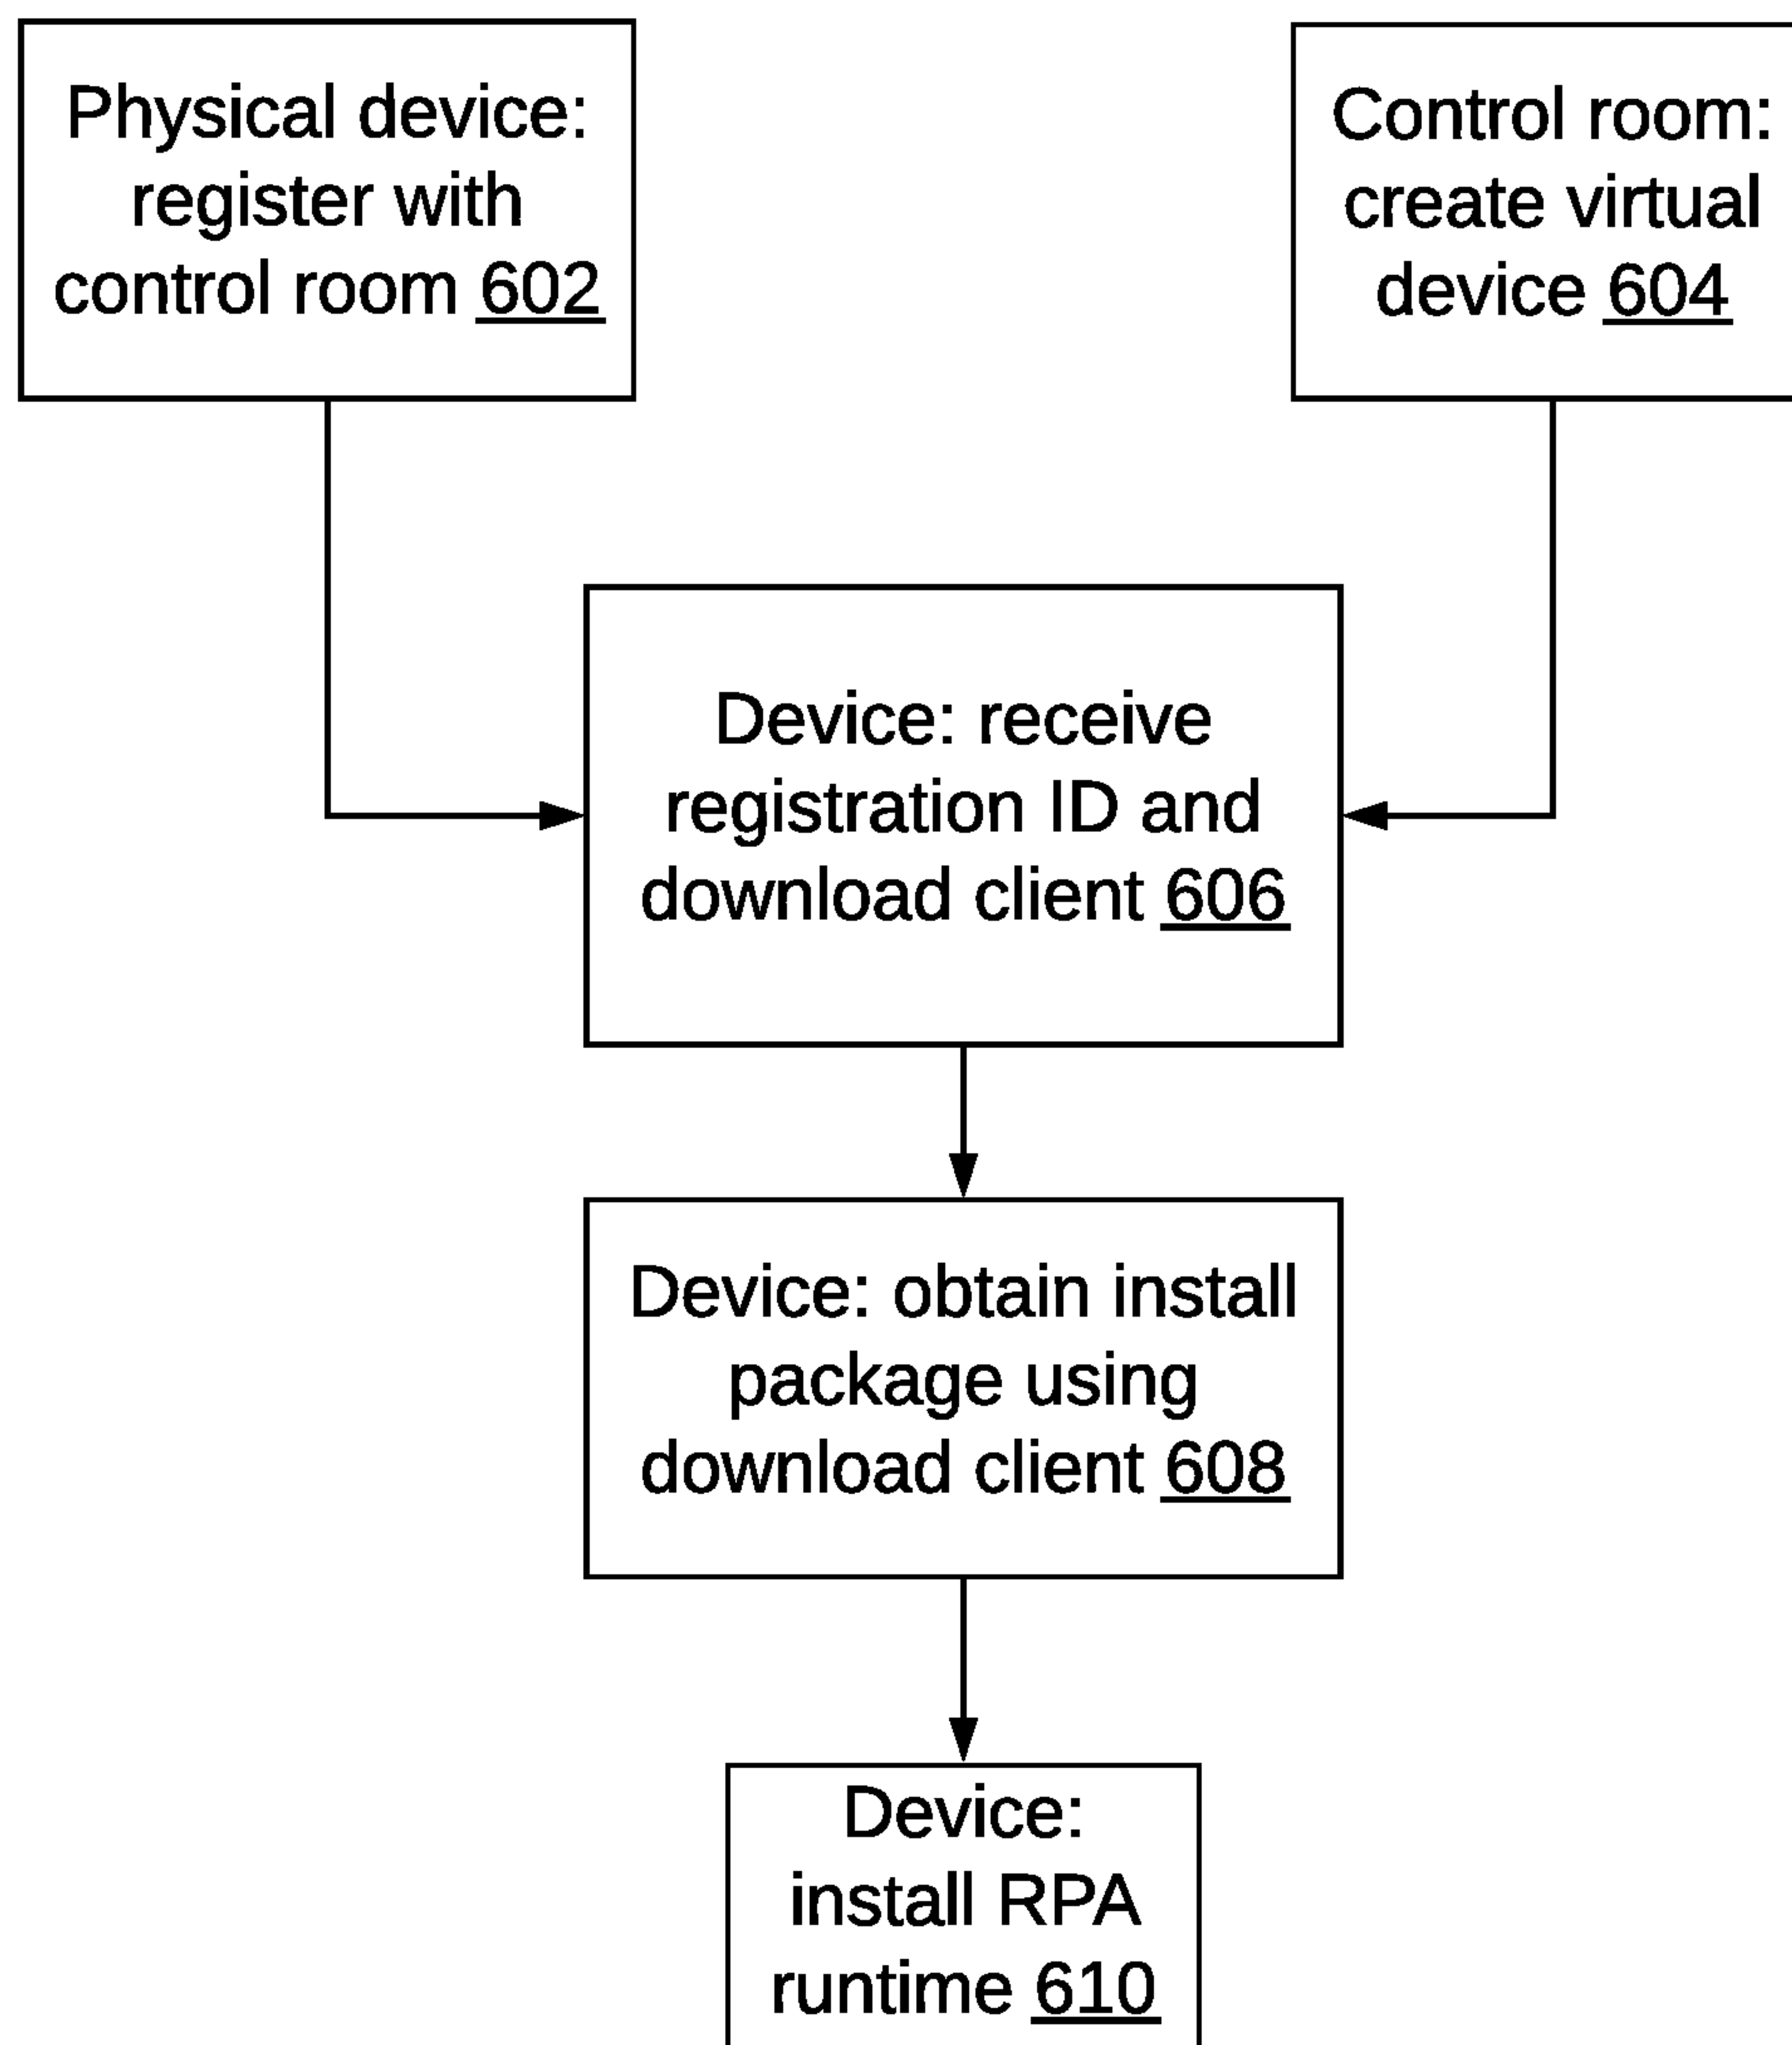 Physical device:
register with
control room 602
Control room:
create virtual
device 604
Device: receive
registration ID and
download client 606
Device: obtain install
package using
download client 608
Device:
install RPA
runtime 610